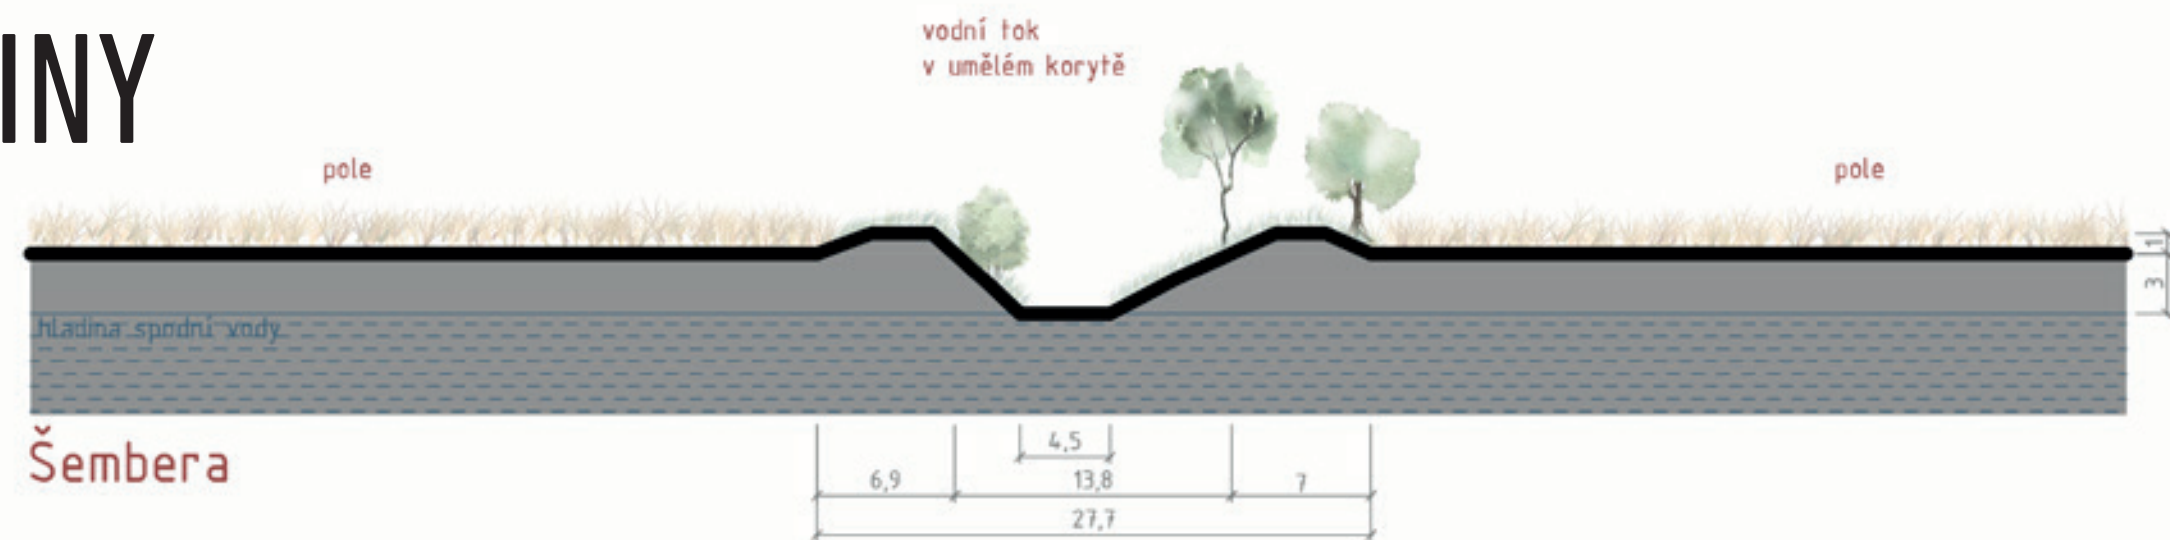 INY
vodní tok
v umělém korytě
pole
pole
1
3
hladina spodní vody
Šembera
4,5
6,9
13,8
7
27,7